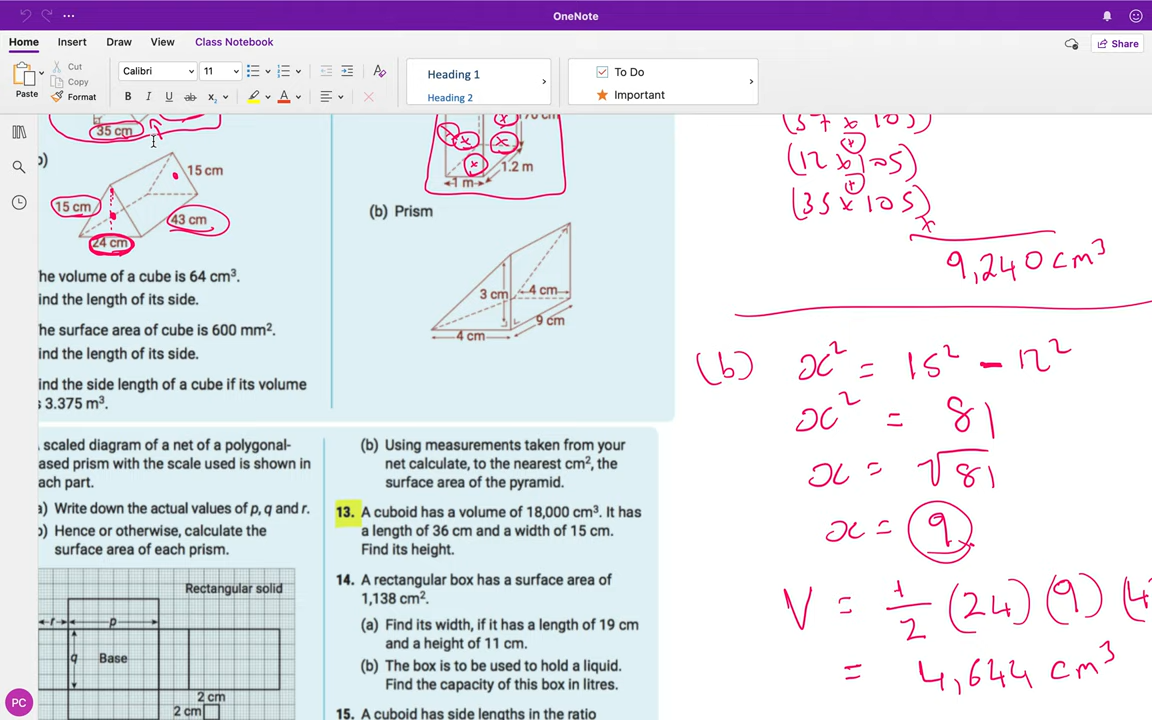 OneNote
Home Insert Draw View Class Notebook
Share
Paste
Cut
Copy
Format
Calibri 11
B I U ab x₂ A
Heading 1
Heading 2
To Do
Important
35 cm
b)
15 cm
15 cm
43 cm
24 cm
he volume of a cube is 64 cm³.
ind the length of its side.
he surface area of cube is 600 mm².
ind the length of its side.
ind the side length of a cube if its volume
s 3.375 m³.
1.2 m
1 m
(b) Prism
3 cm
4 cm
9 cm
4 cm
scaled diagram of a net of a polygonal-
ased prism with the scale used is shown in
ach part.
a) Write down the actual values of p, q and r.
b) Hence or otherwise, calculate the
surface area of each prism.
Rectangular solid
r p
q Base
2 cm
2 cm
(b) Using measurements taken from your
net calculate, to the nearest cm², the
surface area of the pyramid.
13. A cuboid has a volume of 18,000 cm³. It has
a length of 36 cm and a width of 15 cm.
Find its height.
14. A rectangular box has a surface area of
1,138 cm².
(a) Find its width, if it has a length of 19 cm
and a height of 11 cm.
(b) The box is to be used to hold a liquid.
Find the capacity of this box in litres.
15. A cuboid has side lengths in the ratio
(37 x 105)
+
(12 x 105)
+
(35 x 105)
+
9,240 cm³
(b) x² = 15² - 12²
x² = 81
x = √81
x = 9
V = 1/2 (24) (9) (4
= 4,644 cm³
PC